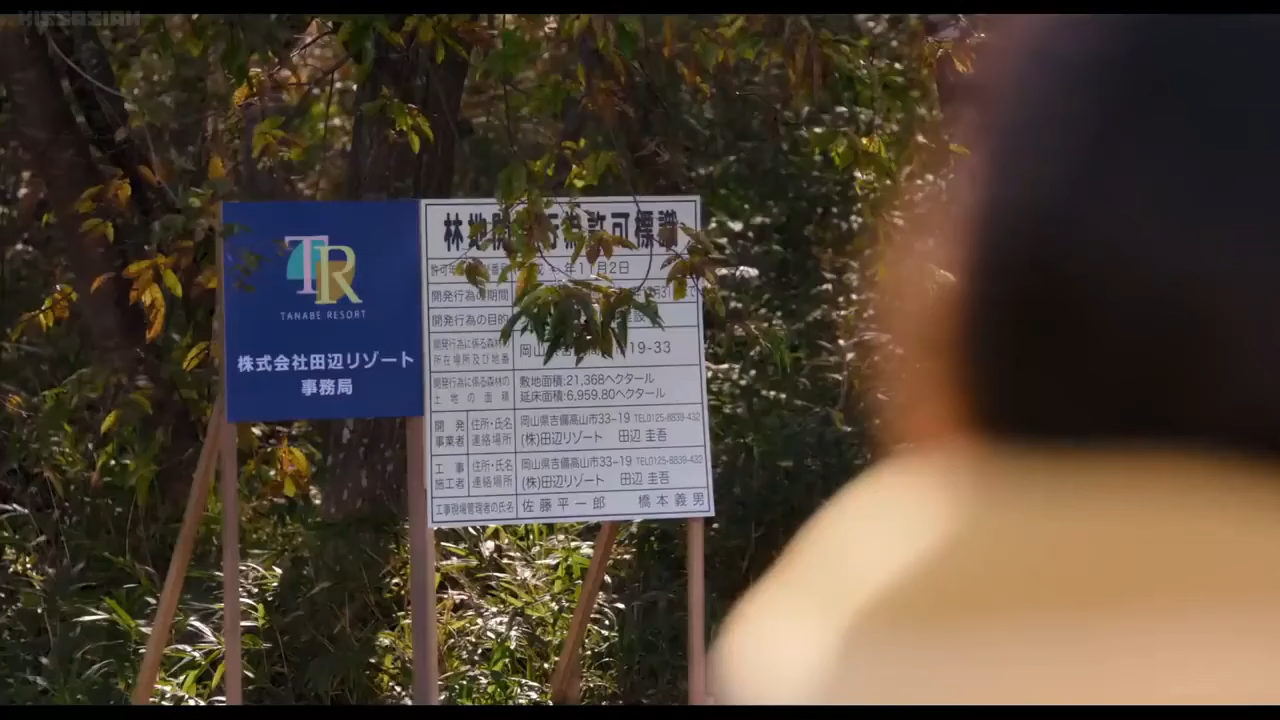 KISSASIAN
TR
TANABE RESORT
株式会社田辺リゾート
事務局
林地開 行為許可標識
年11月2日
開発行為の期間 月31
開発行為の目的
開発行為に係る森林の
所在場所及び地番 岡山県 19-33
開発行為に係る森林の
土地の面積 敷地面積:21,368ヘクタール
延床面積:6,959.80ヘクタール
開発
事業者 住所・氏名
連絡場所 岡山県吉備高山市33-19 TEL0125-8839-432
(株)田辺リゾート 田辺 圭吾
工事
施工者 住所・氏名
連絡場所 岡山県吉備高山市33-19 TEL0125-8839-432
(株)田辺リゾート 田辺 圭吾
工事現場管理者の氏名 佐藤平一郎 橋本義男